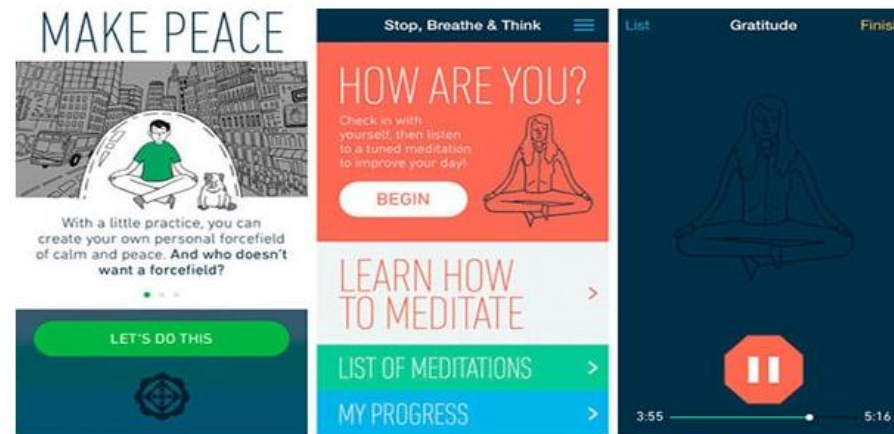 MAKE PEACE
With a little practice, you can
create your own personal forcefield
of calm and peace. And who doesn't
want a forcefield?
LET'S DO THIS
Stop, Breathe & Think
HOW ARE YOU?
Check in with
yourself, then listen
to a tuned meditation
to improve your day!
BEGIN
LEARN HOW
TO MEDITATE
LIST OF MEDITATIONS
MY PROGRESS
List Gratitude Finis
3:55 5:16